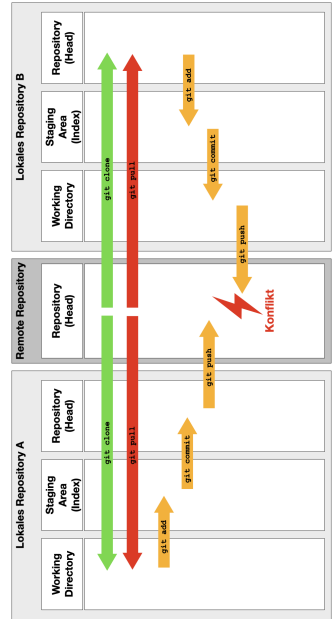 Lokales Repository A
Remote Repository
Lokales Repository B
Working
Directory
Staging
Area
(Index)
Repository
(Head)
Repository
(Head)
Working
Directory
Staging
Area
(Index)
Repository
(Head)
git clone
git clone
git pull
git pull
git add
git commit
git push
git add
git commit
git push
Konflikt